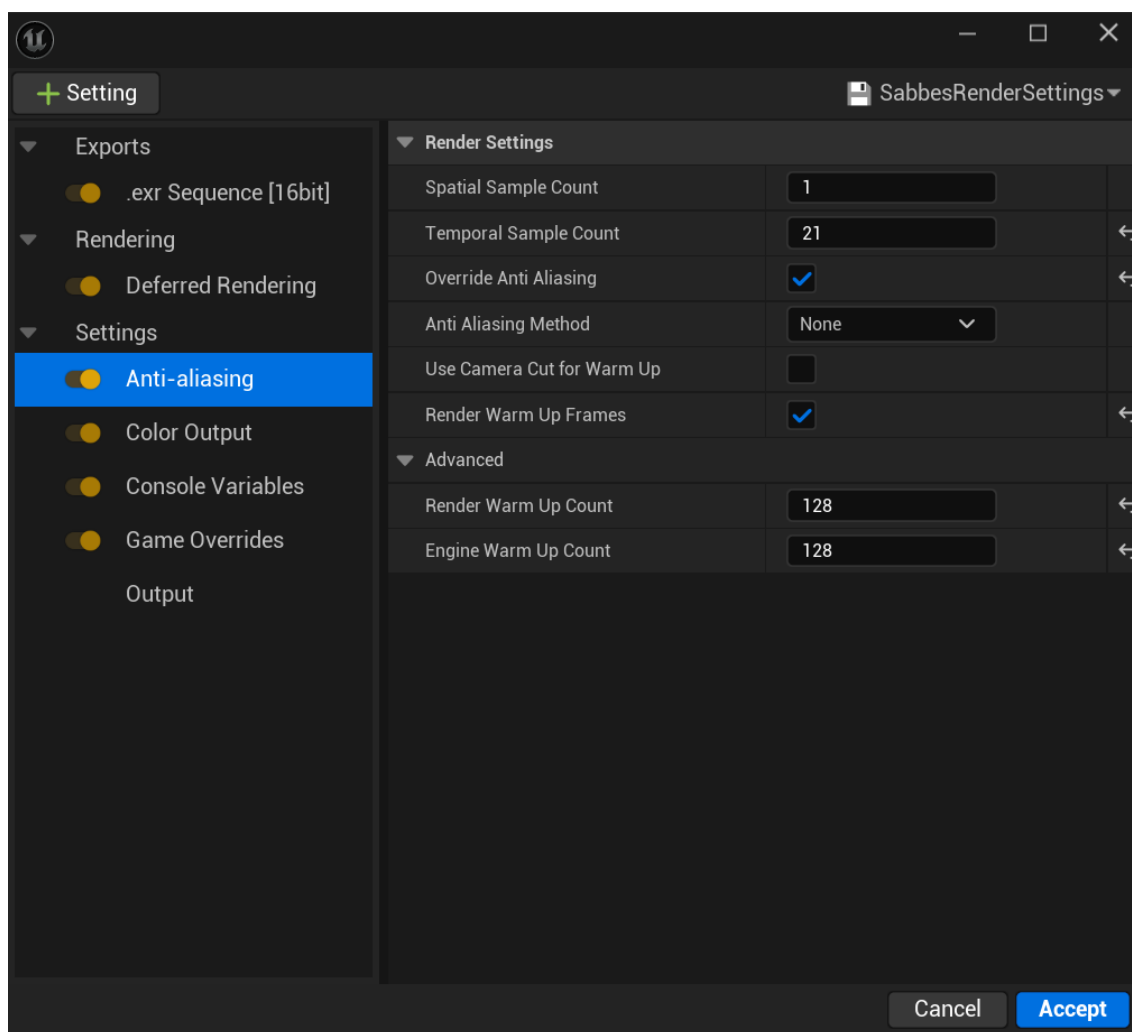 Setting
SabbesRenderSettings
Exports
.exr Sequence [16bit]
Rendering
Deferred Rendering
Settings
Anti-aliasing
Color Output
Console Variables
Game Overrides
Output
Render Settings
Spatial Sample Count 1
Temporal Sample Count 21
Override Anti Aliasing
Anti Aliasing Method None
Use Camera Cut for Warm Up
Render Warm Up Frames
Advanced
Render Warm Up Count 128
Engine Warm Up Count 128
Cancel Accept